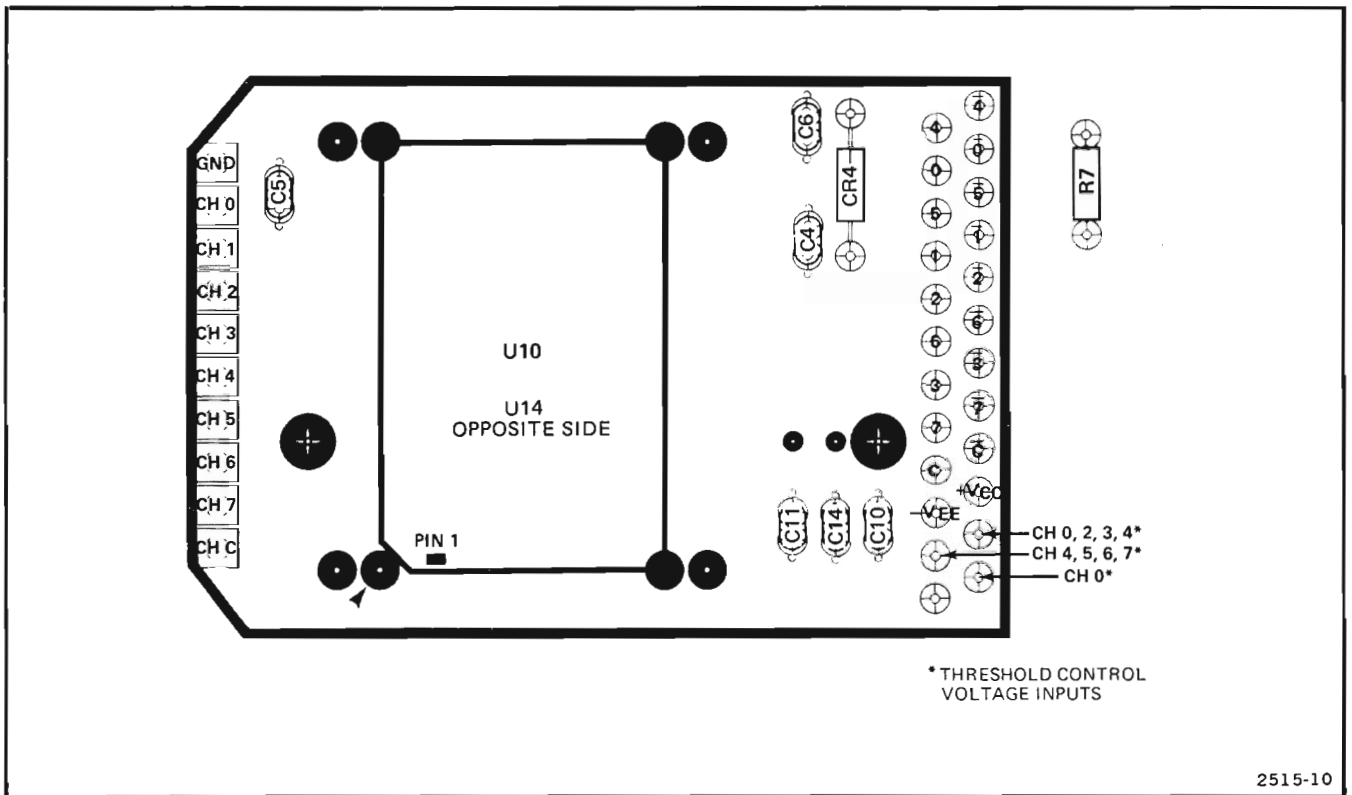 GND
CH 0
CH 1
CH 2
CH 3
CH 4
CH 5
CH 6
CH 7
CH C
C5
U10
U14
OPPOSITE SIDE
PIN 1
C6
CR4
C4
C11
C14
C10
4
0
5
1
2
6
3
7
C
-VEE
4
0
5
1
2
6
3
7
C
+VCC
R7
CH 0, 2, 3, 4*
CH 4, 5, 6, 7*
CH 0*
* THRESHOLD CONTROL
VOLTAGE INPUTS
2515-10